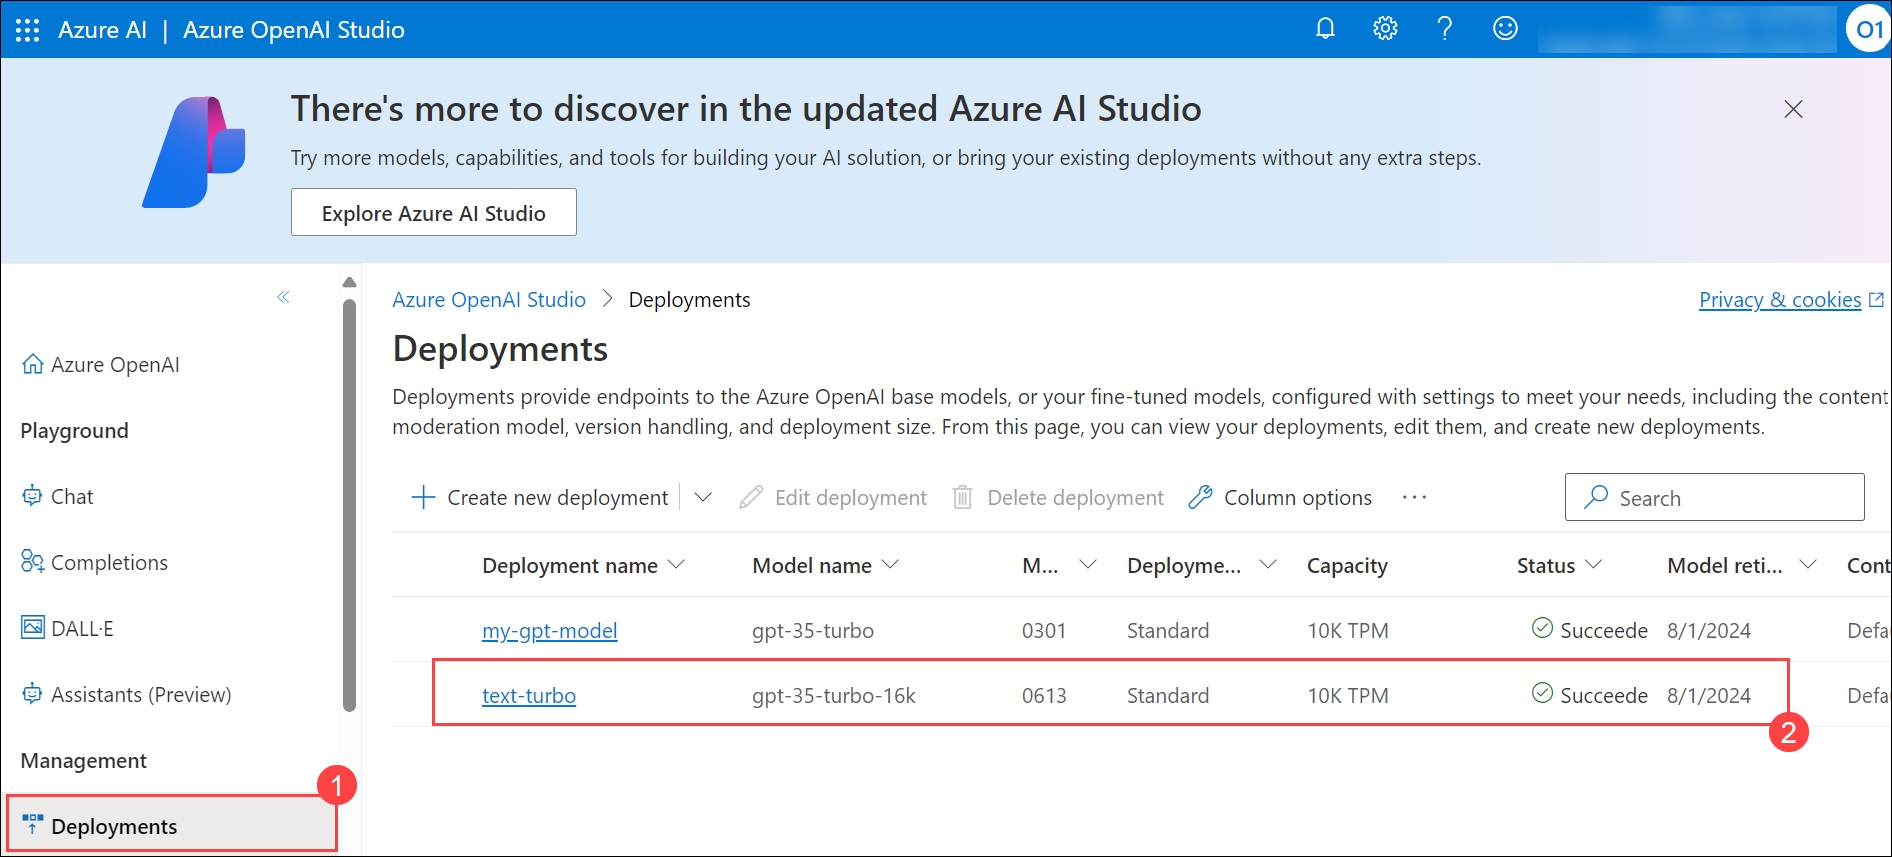 Azure AI | Azure OpenAI Studio
O1
There's more to discover in the updated Azure AI Studio
Try more models, capabilities, and tools for building your AI solution, or bring your existing deployments without any extra steps.
Explore Azure AI Studio
Azure OpenAI
Playground
Chat
Completions
DALL·E
Assistants (Preview)
Management
1
Deployments
Azure OpenAI Studio > Deployments
Privacy & cookies
Deployments
Deployments provide endpoints to the Azure OpenAI base models, or your fine-tuned models, configured with settings to meet your needs, including the content
moderation model, version handling, and deployment size. From this page, you can view your deployments, edit them, and create new deployments.
Create new deployment Edit deployment Delete deployment Column options ... Search
Deployment name Model name M... Deployme... Capacity Status Model reti... Cont
my-gpt-model gpt-35-turbo 0301 Standard 10K TPM Succeede 8/1/2024 Defa
text-turbo gpt-35-turbo-16k 0613 Standard 10K TPM Succeede 8/1/2024 Defa
2